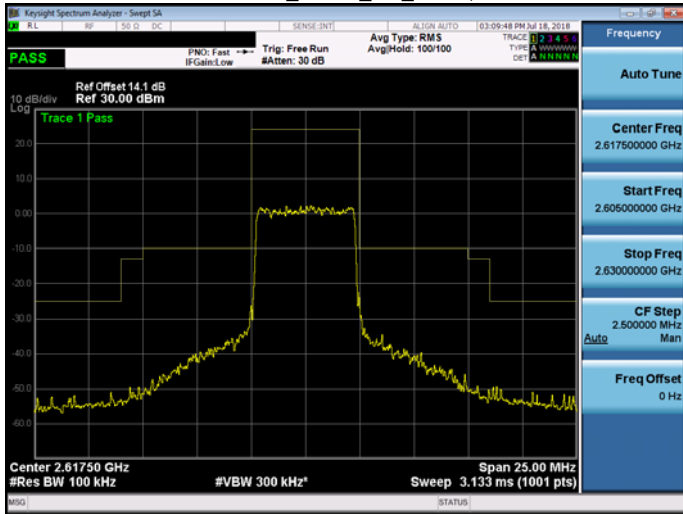 Keysight Spectrum Analyzer - Swept SA
RL RF 50 Ω DC SENSE:INT ALIGN AUTO 03:09:48 PM Jul 18, 2018
Frequency
PASS
PNO: Fast
IFGain:Low
Trig: Free Run
#Atten: 30 dB
Avg Type: RMS
Avg|Hold: 100/100
TRACE 1 2 3 4 5 6
TYPE A WWWWW
DET A N N N N N
Auto Tune
Ref Offset 14.1 dB
10 dB/div Ref 30.00 dBm
Log
Trace 1 Pass
20.0
10.0
0.00
-10.0
-20.0
-30.0
-40.0
-50.0
-60.0
Center Freq
2.617500000 GHz
Start Freq
2.605000000 GHz
Stop Freq
2.630000000 GHz
CF Step
2.500000 MHz
Auto Man
Freq Offset
0 Hz
Center 2.61750 GHz Span 25.00 MHz
#Res BW 100 kHz #VBW 300 kHz* Sweep 3.133 ms (1001 pts)
MSG STATUS